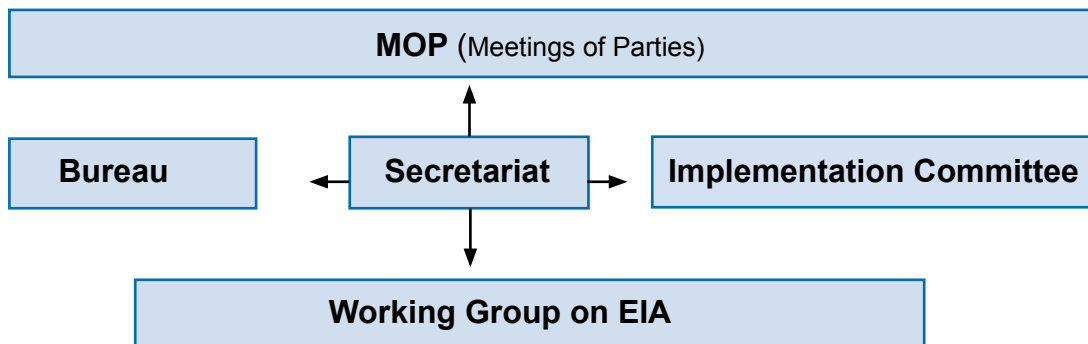 MOP (Meetings of Parties)
Bureau
Secretariat
Implementation Committee
Working Group on EIA